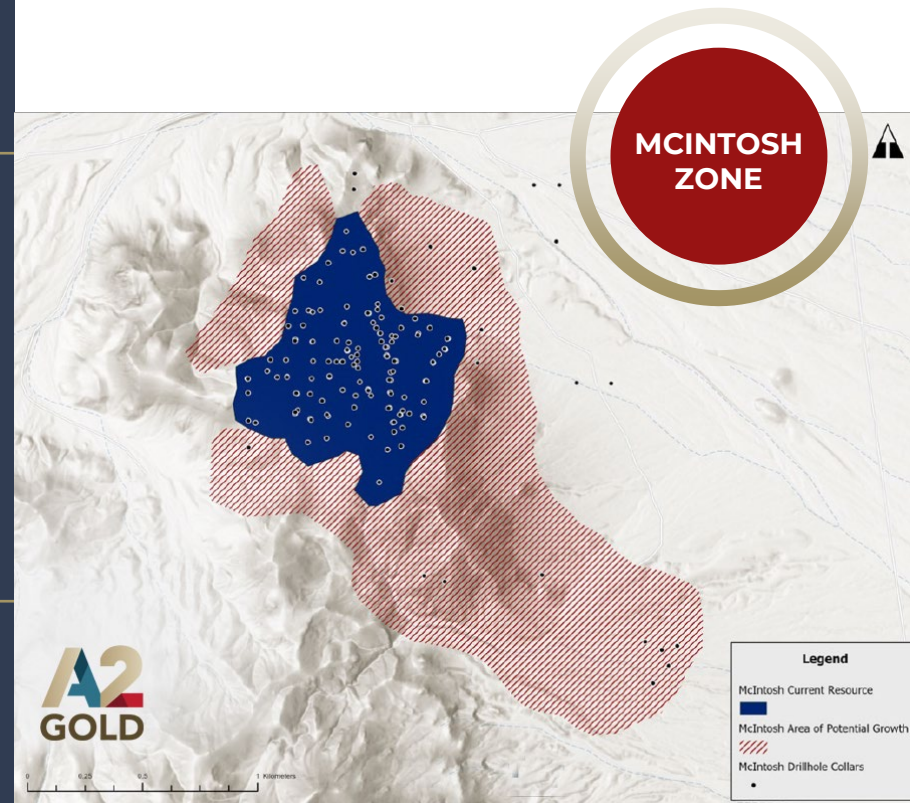 MCINTOSH
ZONE
Legend
McIntosh Current Resource
McIntosh Area of Potential Growth
McIntosh Drillhole Collars
A2
GOLD
0 0.25 0.5 1 Kilometers